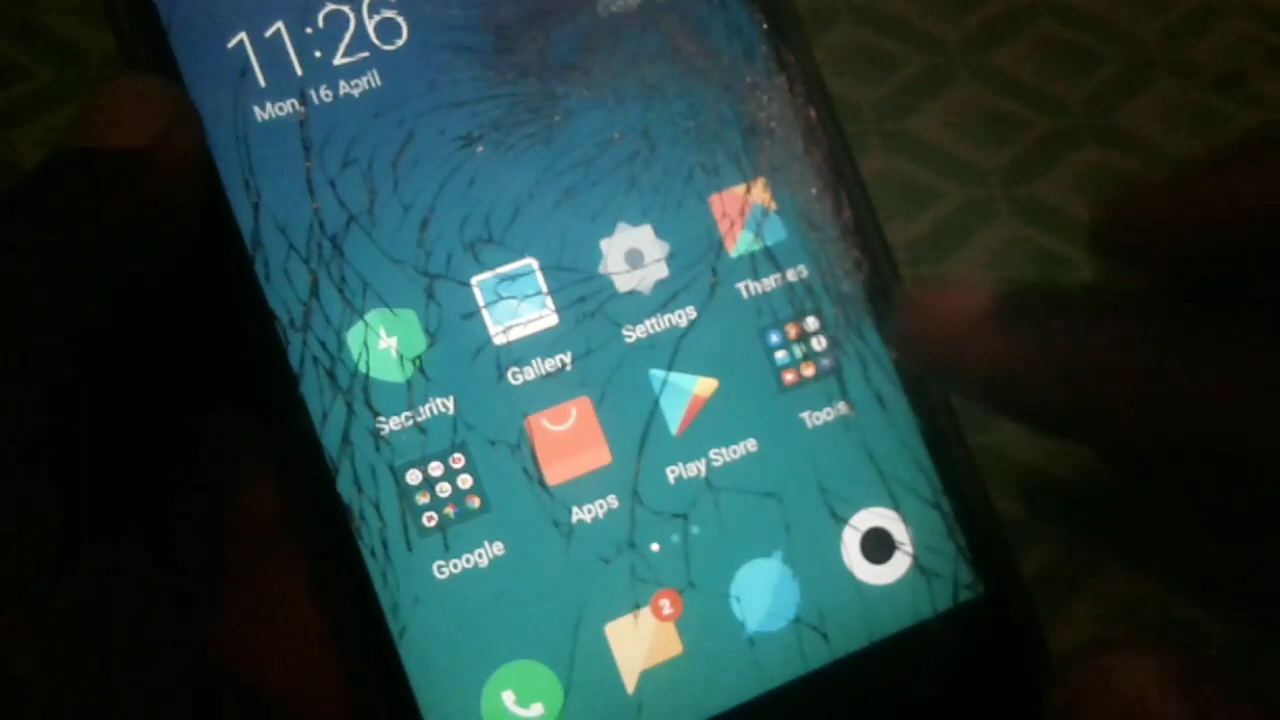 11:26
Mon, 16 April
Themes
Settings
Gallery
Security
Tools
Play Store
Apps
Google
2